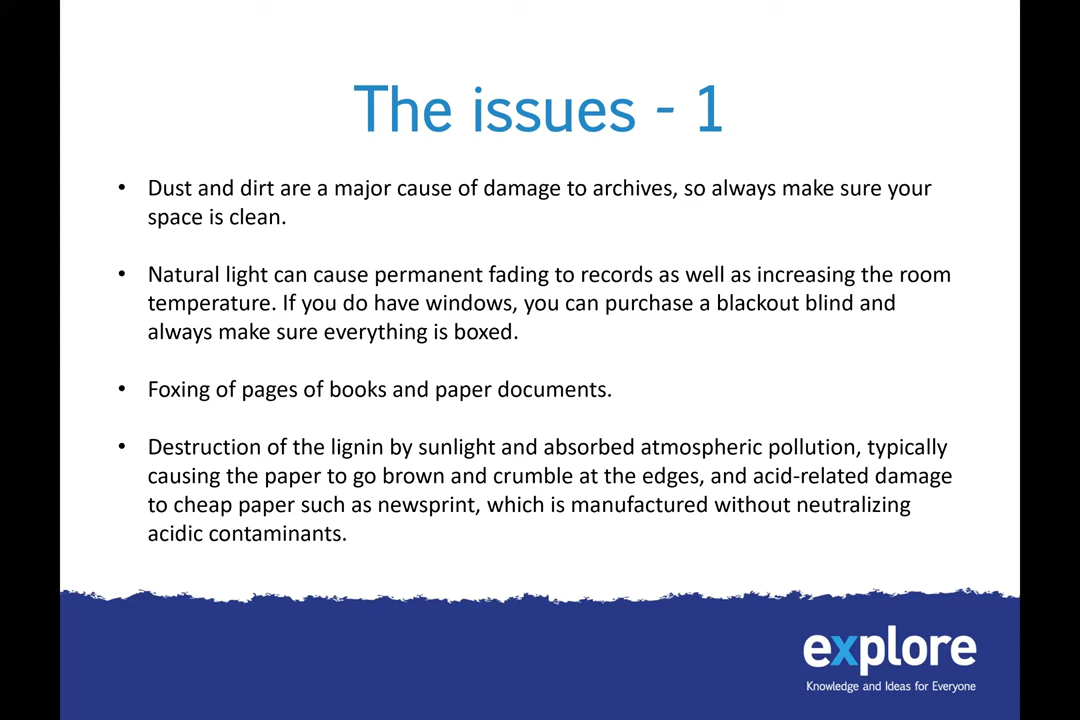 The issues - 1
• Dust and dirt are a major cause of damage to archives, so always make sure your
space is clean.
• Natural light can cause permanent fading to records as well as increasing the room
temperature. If you do have windows, you can purchase a blackout blind and
always make sure everything is boxed.
• Foxing of pages of books and paper documents.
• Destruction of the lignin by sunlight and absorbed atmospheric pollution, typically
causing the paper to go brown and crumble at the edges, and acid-related damage
to cheap paper such as newsprint, which is manufactured without neutralizing
acidic contaminants.
explore
Knowledge and Ideas for Everyone